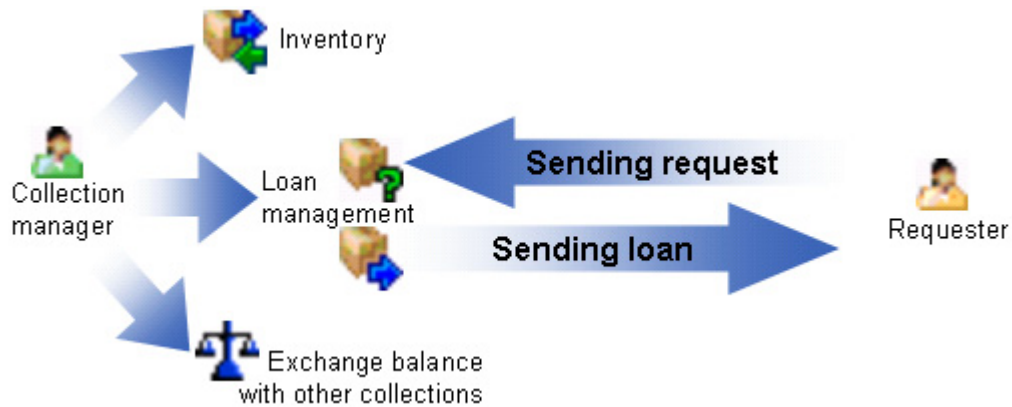 Inventory
Sending request
Loan
management
Collection
manager
Requester
Sending loan
Exchange balance
with other collections